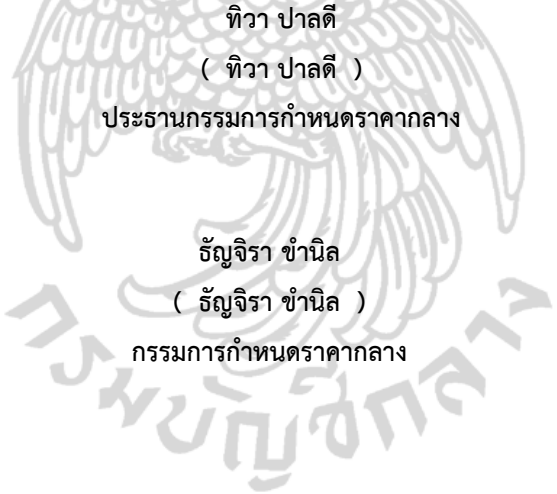 ทิวา ปาลดี
( ทิวา ปาลดี )
ประธานกรรมการกำหนดราคากลาง
ธัญจิรา ขำนิล
( ธัญจิรา ขำนิล )
กรรมการกำหนดราคากลาง
กรมบัญชีกลาง